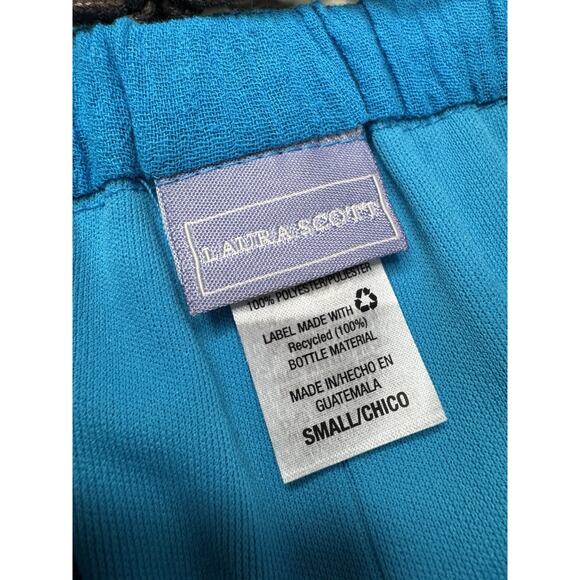 LAURA SCOTT
100% POLYESTER/POLIESTER
LABEL MADE WITH
Recycled (100%)
BOTTLE MATERIAL
MADE IN/HECHO EN
GUATEMALA
SMALL/CHICO